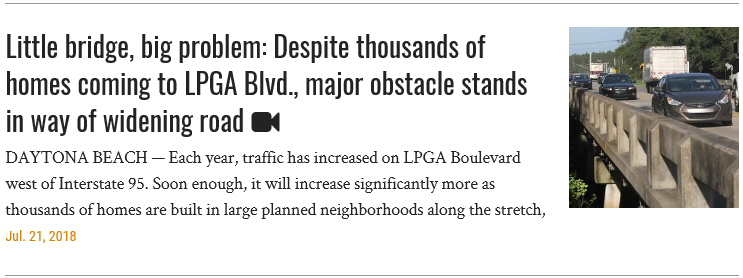 Little bridge, big problem: Despite thousands of
homes coming to LPGA Blvd., major obstacle stands
in way of widening road
DAYTONA BEACH — Each year, traffic has increased on LPGA Boulevard
west of Interstate 95. Soon enough, it will increase significantly more as
thousands of homes are built in large planned neighborhoods along the stretch,
Jul. 21, 2018